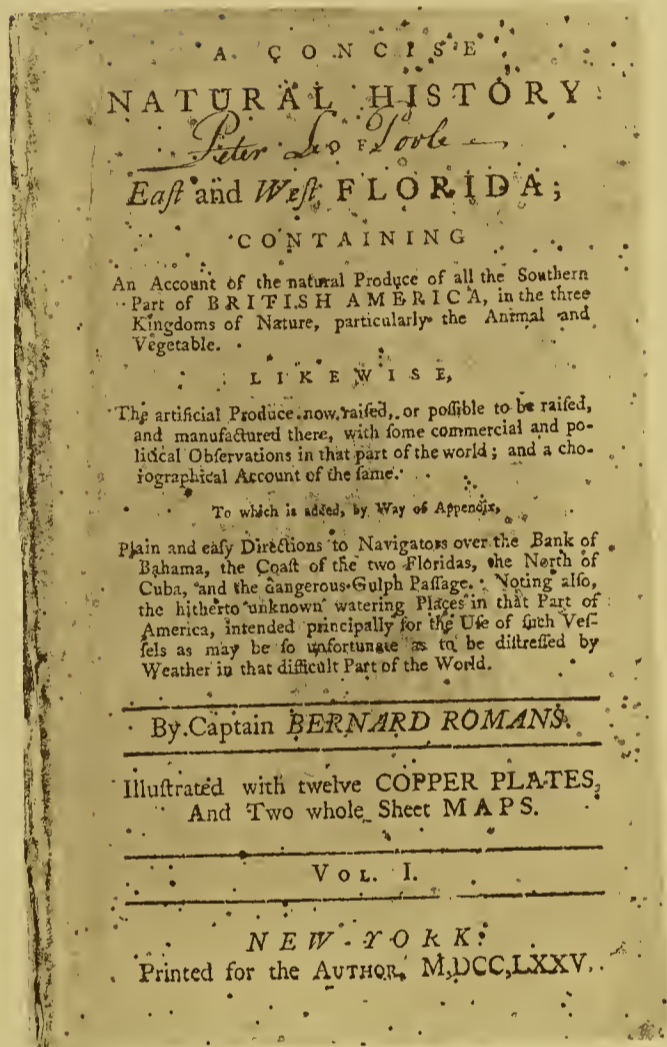 A CONCISE
NATURAL HISTORY
OF
Eaſt and Weſt FLORIDA;
CONTAINING
An Account of the natural Produce of all the Southern
Part of BRITISH AMERICA, in the three
Kingdoms of Nature, particularly the Animal and
Vegetable.
LIKEWISE,
The artificial Produce now raiſed, or poſſible to be raiſed,
and manufactured there, with ſome commercial and po-
litical Obſervations in that part of the world; and a cho-
rographical Account of the ſame.
To which is added, by Way of Appendix,
Plain and eaſy Directions to Navigators over the Bank of
Bahama, the Coaſt of the two Floridas, the North of
Cuba, and the dangerous Gulph Paſſage. Noting alſo,
the hitherto unknown watering Places in that Part of
America, intended principally for the Uſe of ſuch Veſ-
ſels as may be ſo unfortunate as to be diſtreſſed by
Weather in that difficult Part of the World.
By Captain BERNARD ROMANS.
Illuſtrated with twelve COPPER PLATES,
And Two whole Sheet MAPS.
VOL. I.
NEW-YORK:
Printed for the AUTHOR, M,DCC,LXXV.